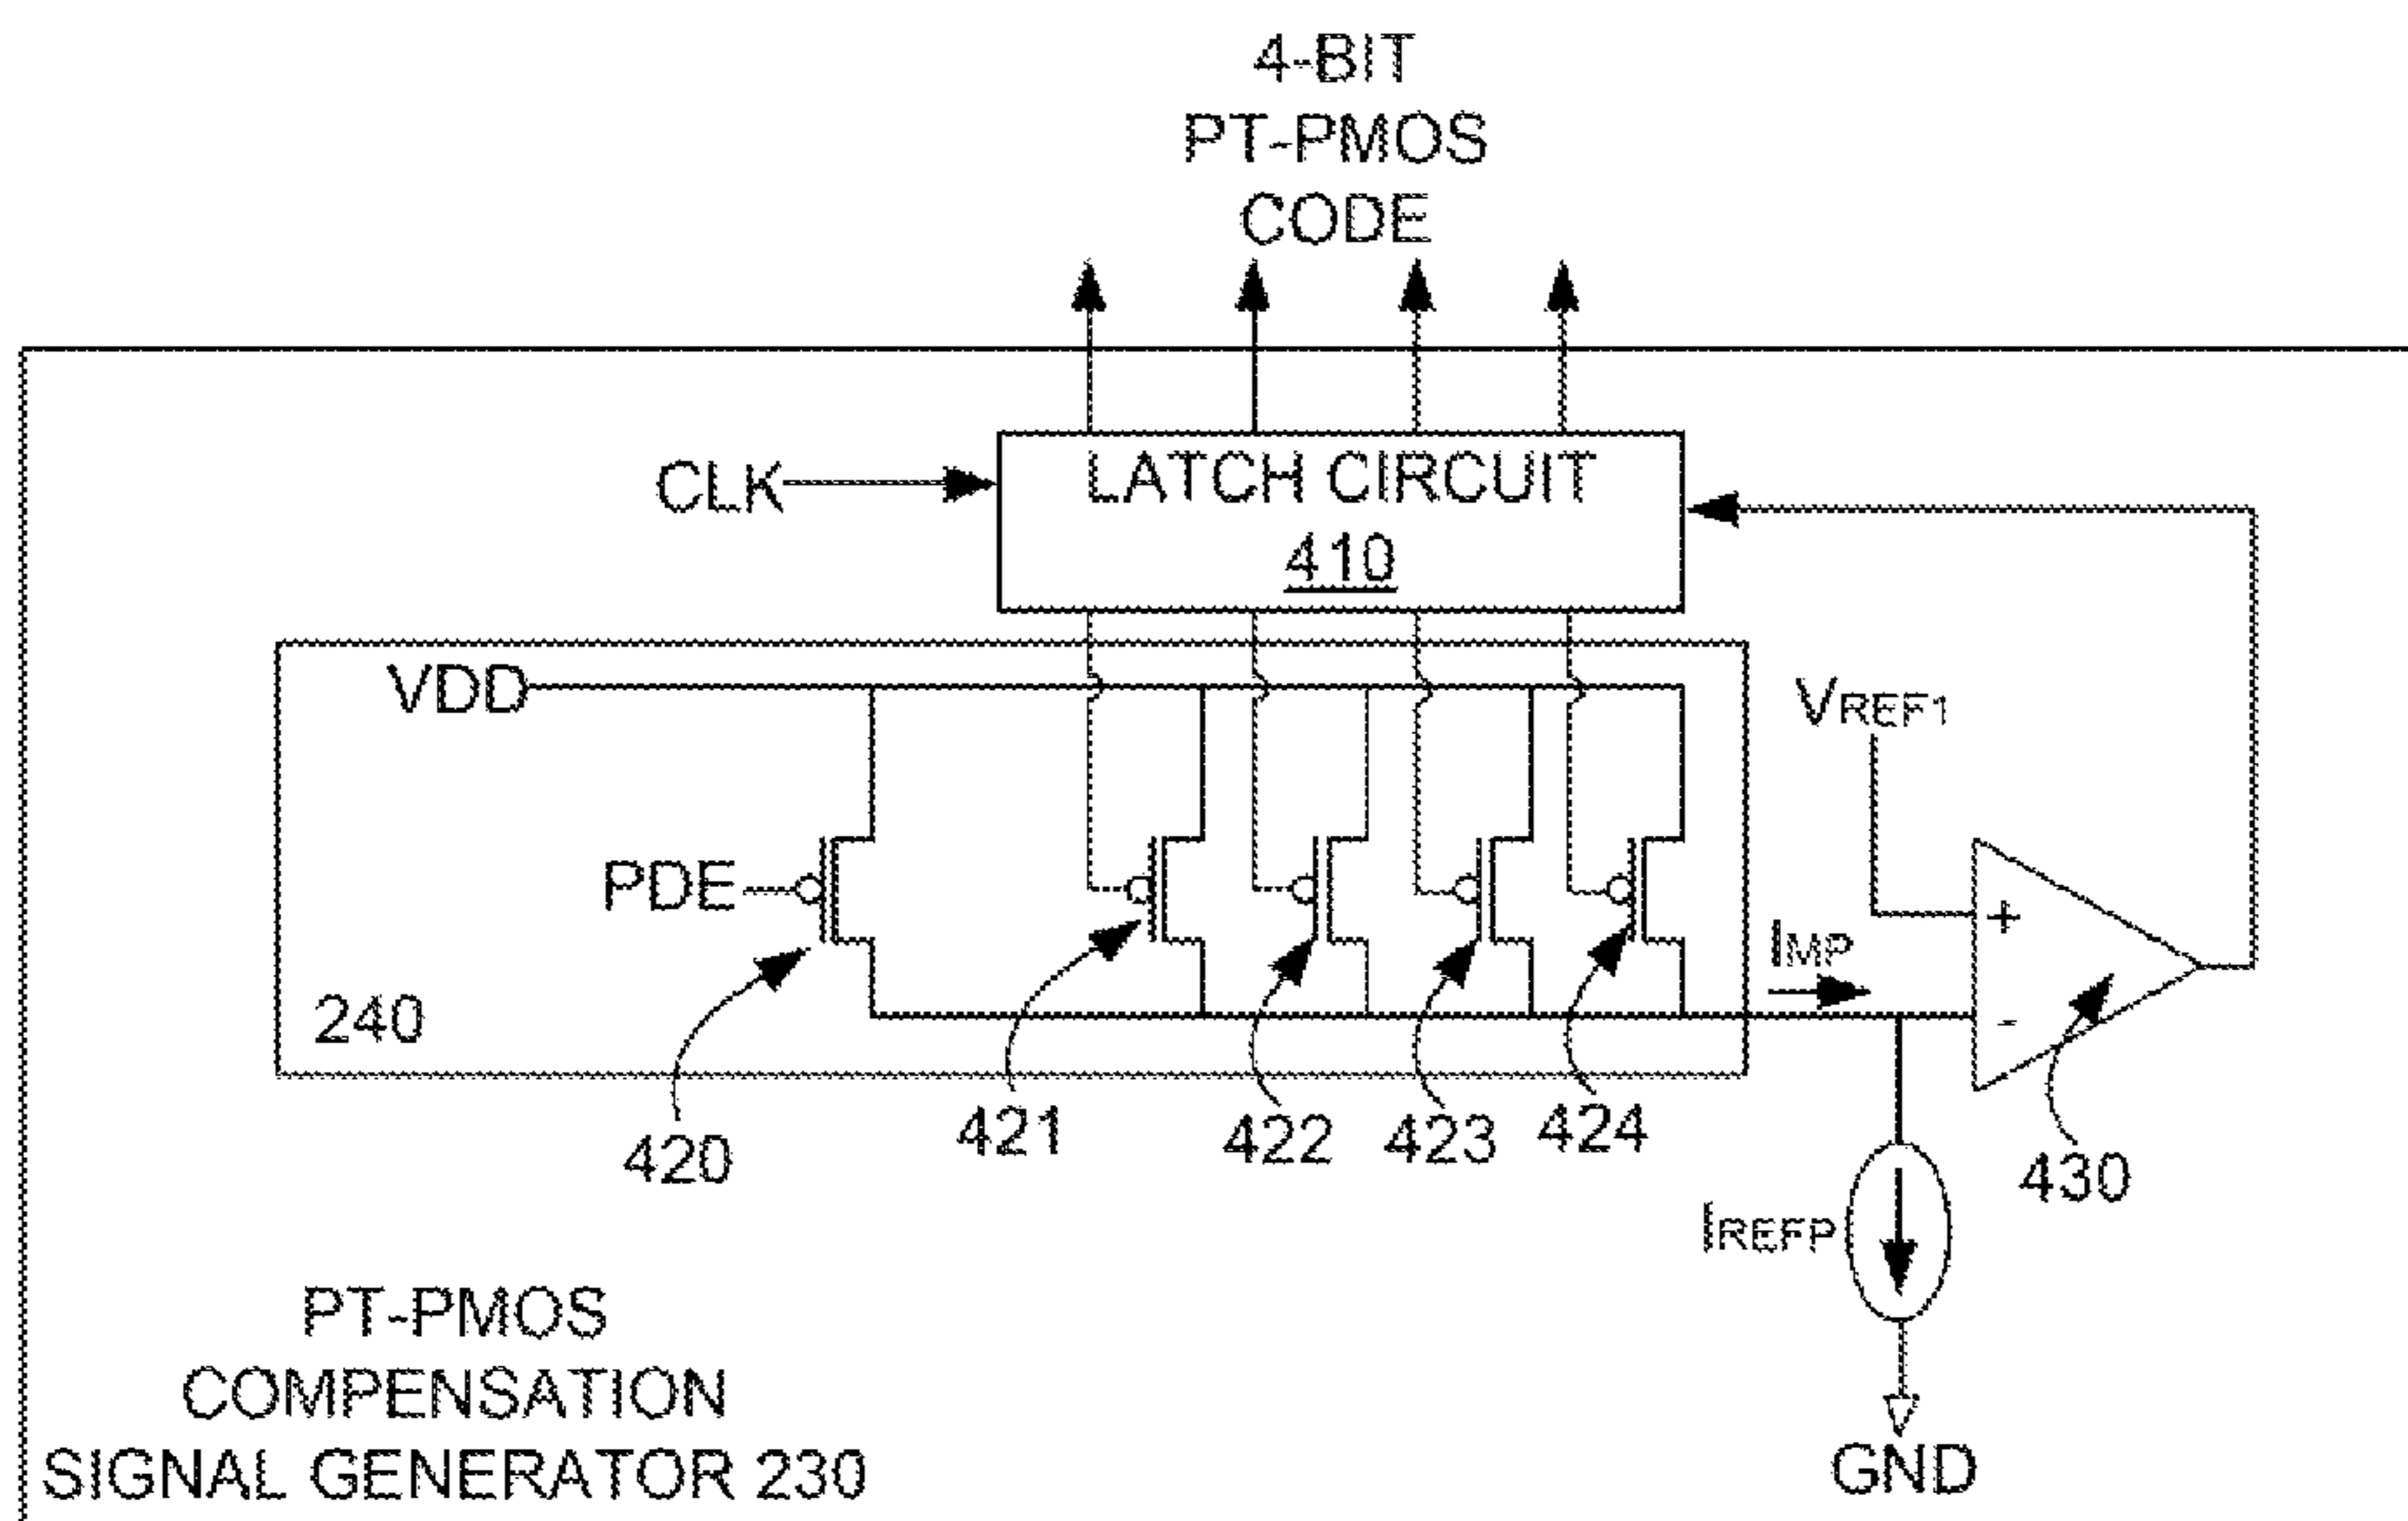 4-BIT
PT-PMOS
CODE
CLK
LATCH CIRCUIT
410
VDD
VREF1
PDE
+
IMP
-
240
420
421
422
423
424
430
IREFP
GND
PT-PMOS
COMPENSATION
SIGNAL GENERATOR 230